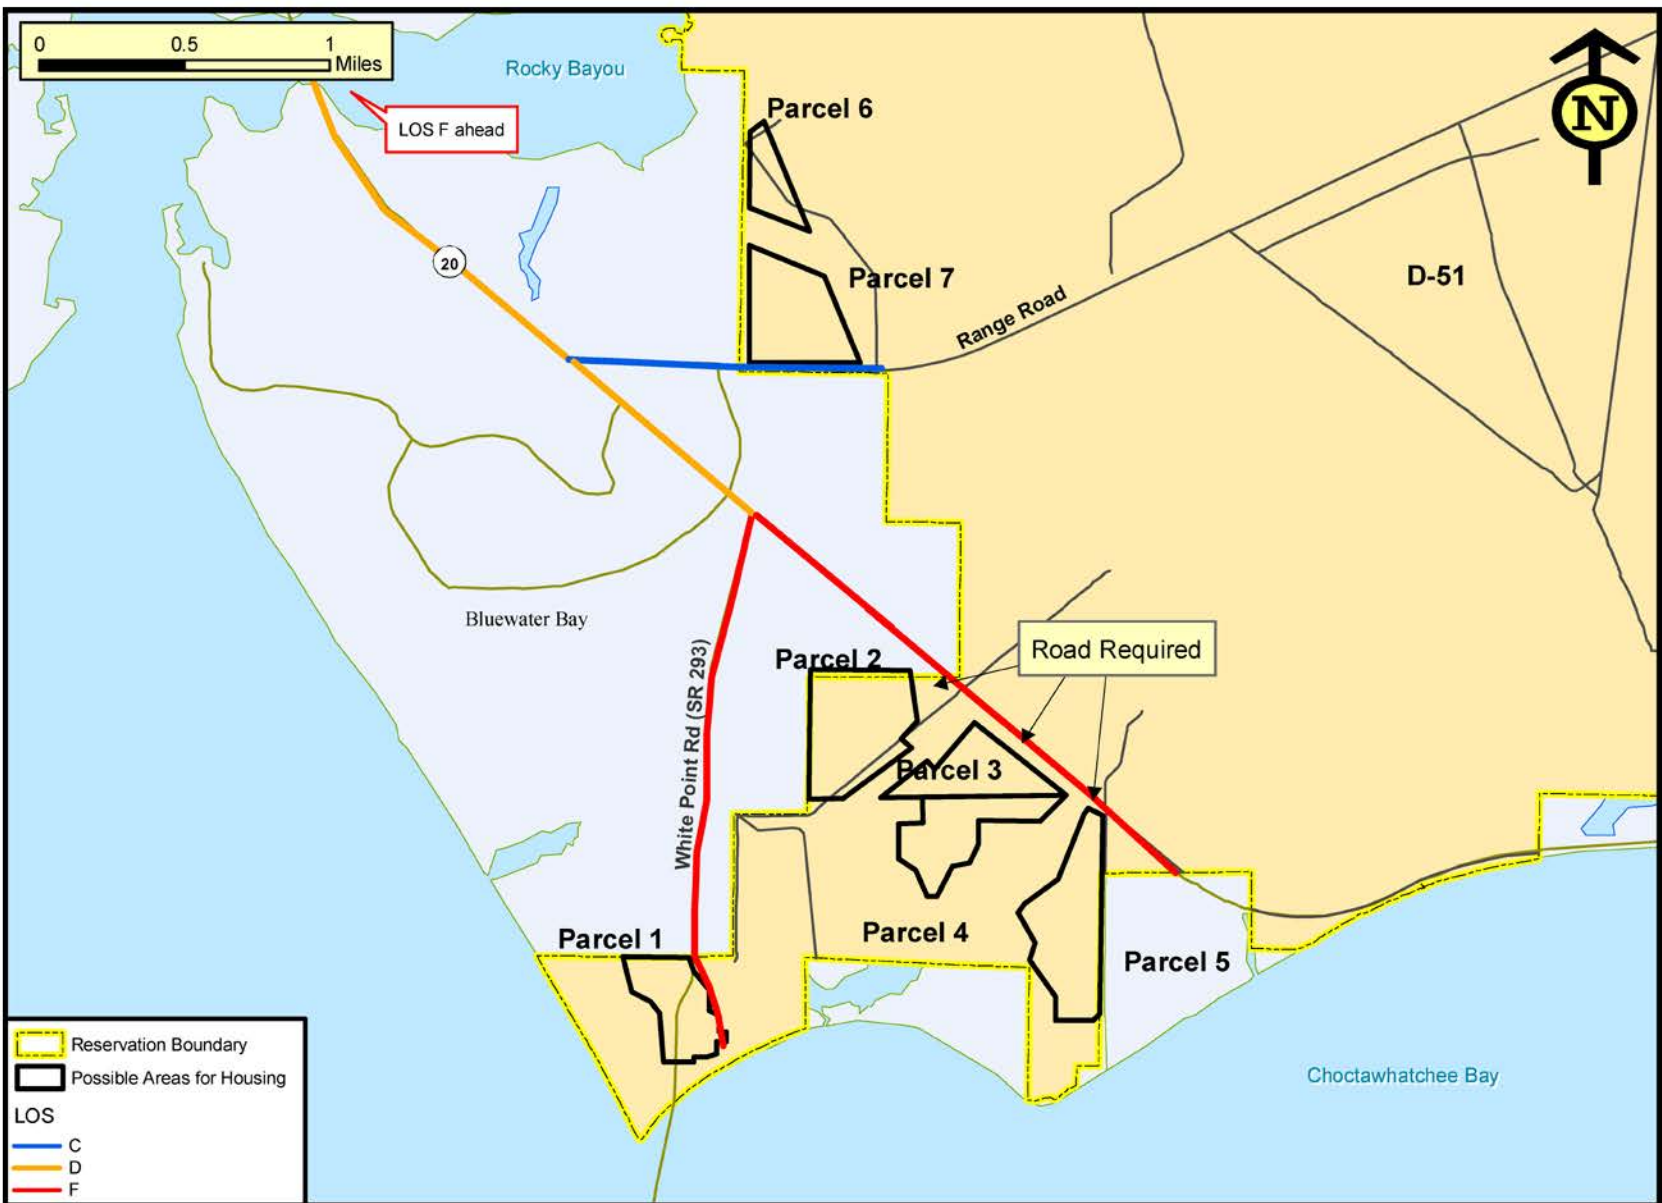 0 0.5 1
Miles
Rocky Bayou
LOS F ahead
N
Parcel 6
20
Parcel 7
D-51
Range Road
Bluewater Bay
White Point Rd (SR 293)
Road Required
Parcel 2
Parcel 3
Parcel 1
Parcel 4
Parcel 5
Choctawhatchee Bay
Reservation Boundary
Possible Areas for Housing
LOS
C
D
F